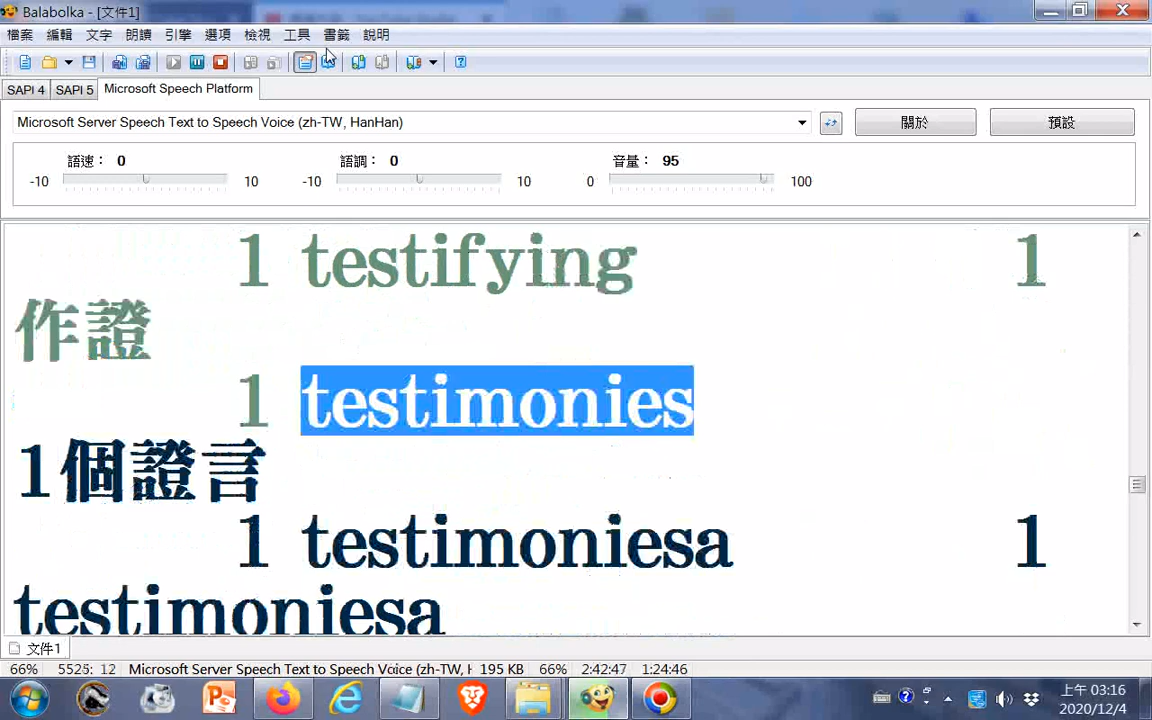 Balabolka - [文件1]
檔案 編輯 文字 朗讀 引擎 選項 檢視 工具 書籤 說明
SAPI 4 SAPI 5 Microsoft Speech Platform
Microsoft Server Speech Text to Speech Voice (zh-TW, HanHan) 關於 預設
語速： 0 語調： 0 音量： 95
-10 10 -10 10 0 100
1 testifying 1
作證
1 testimonies
1個證言
1 testimoniesa 1
testimoniesa
文件1
66% 5525: 12 Microsoft Server Speech Text to Speech Voice (zh-TW, H 195 KB 66% 2:42:47 1:24:46
上午 03:16
2020/12/4